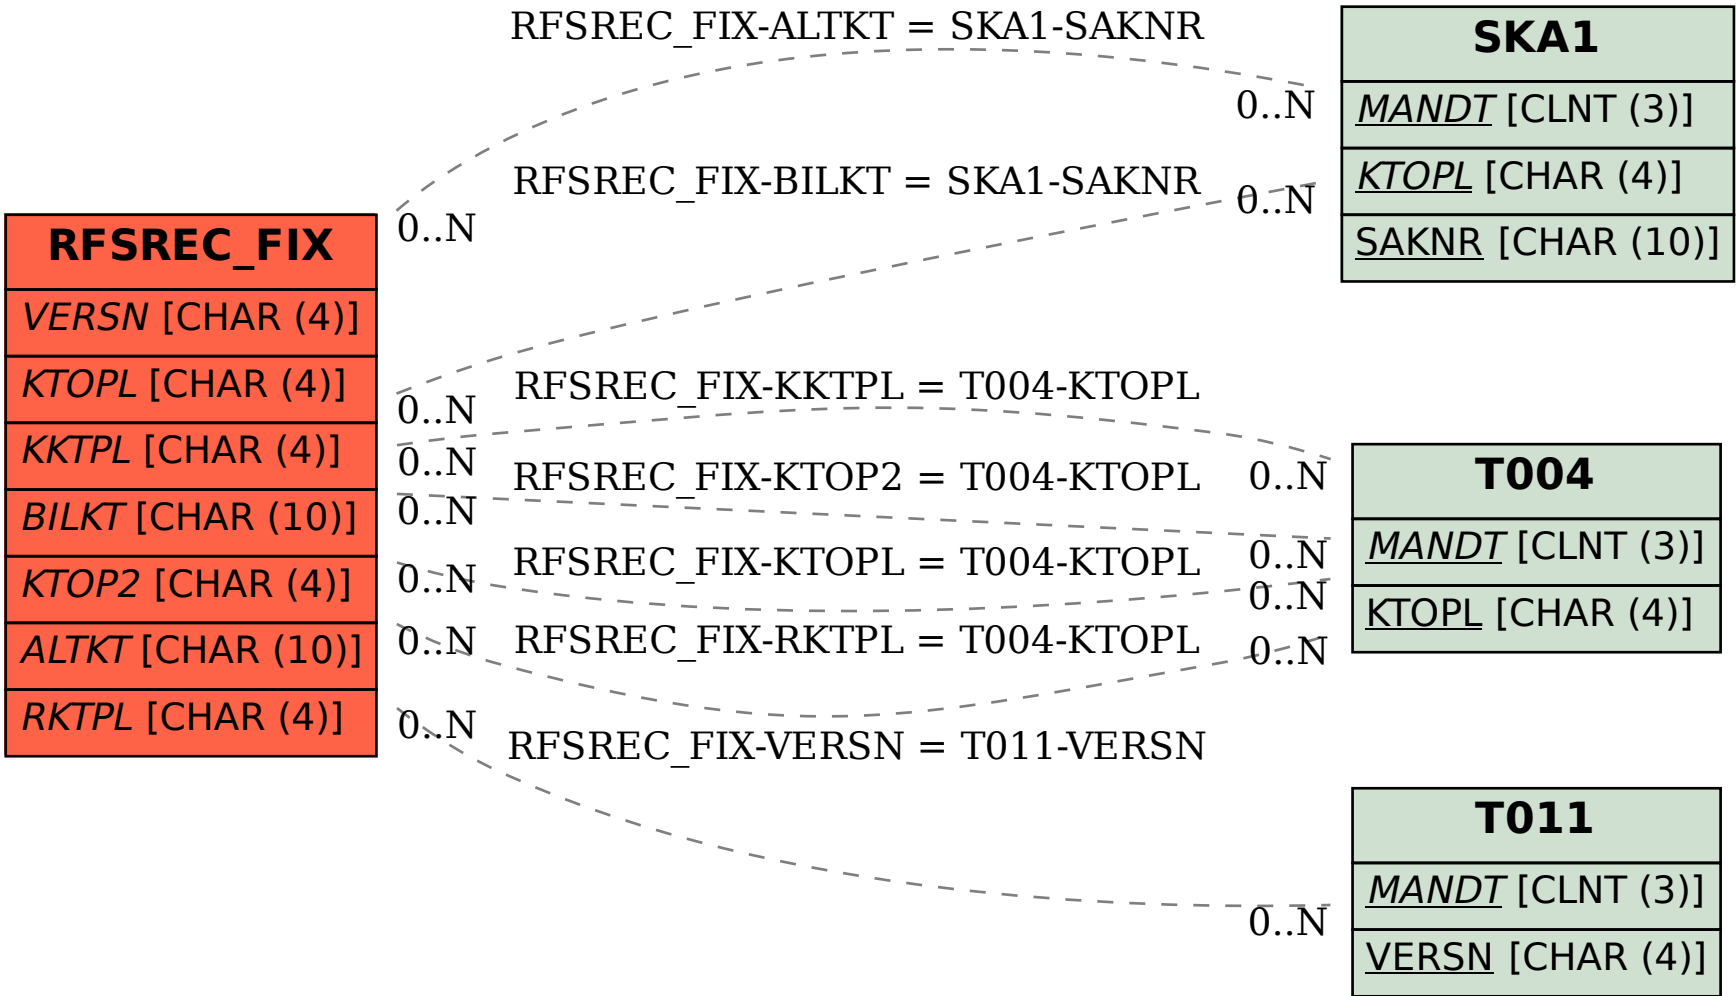 RFSREC_FIX-ALTKT = SKA1-SAKNR
0..N
0..N
RFSREC_FIX-BILKT = SKA1-SAKNR
0..N
0..N
RFSREC_FIX-KKTPL = T004-KTOPL
0..N
0..N
RFSREC_FIX-KTOP2 = T004-KTOPL
0..N
0..N
RFSREC_FIX-KTOPL = T004-KTOPL
0..N
0..N
RFSREC_FIX-RKTPL = T004-KTOPL
0..N
0..N
RFSREC_FIX-VERSN = T011-VERSN
0..N
0..N
RFSREC_FIX
VERSN [CHAR (4)]
KTOPL [CHAR (4)]
KKTPL [CHAR (4)]
BILKT [CHAR (10)]
KTOP2 [CHAR (4)]
ALTKT [CHAR (10)]
RKTPL [CHAR (4)]
SKA1
MANDT [CLNT (3)]
KTOPL [CHAR (4)]
SAKNR [CHAR (10)]
T004
MANDT [CLNT (3)]
KTOPL [CHAR (4)]
T011
MANDT [CLNT (3)]
VERSN [CHAR (4)]